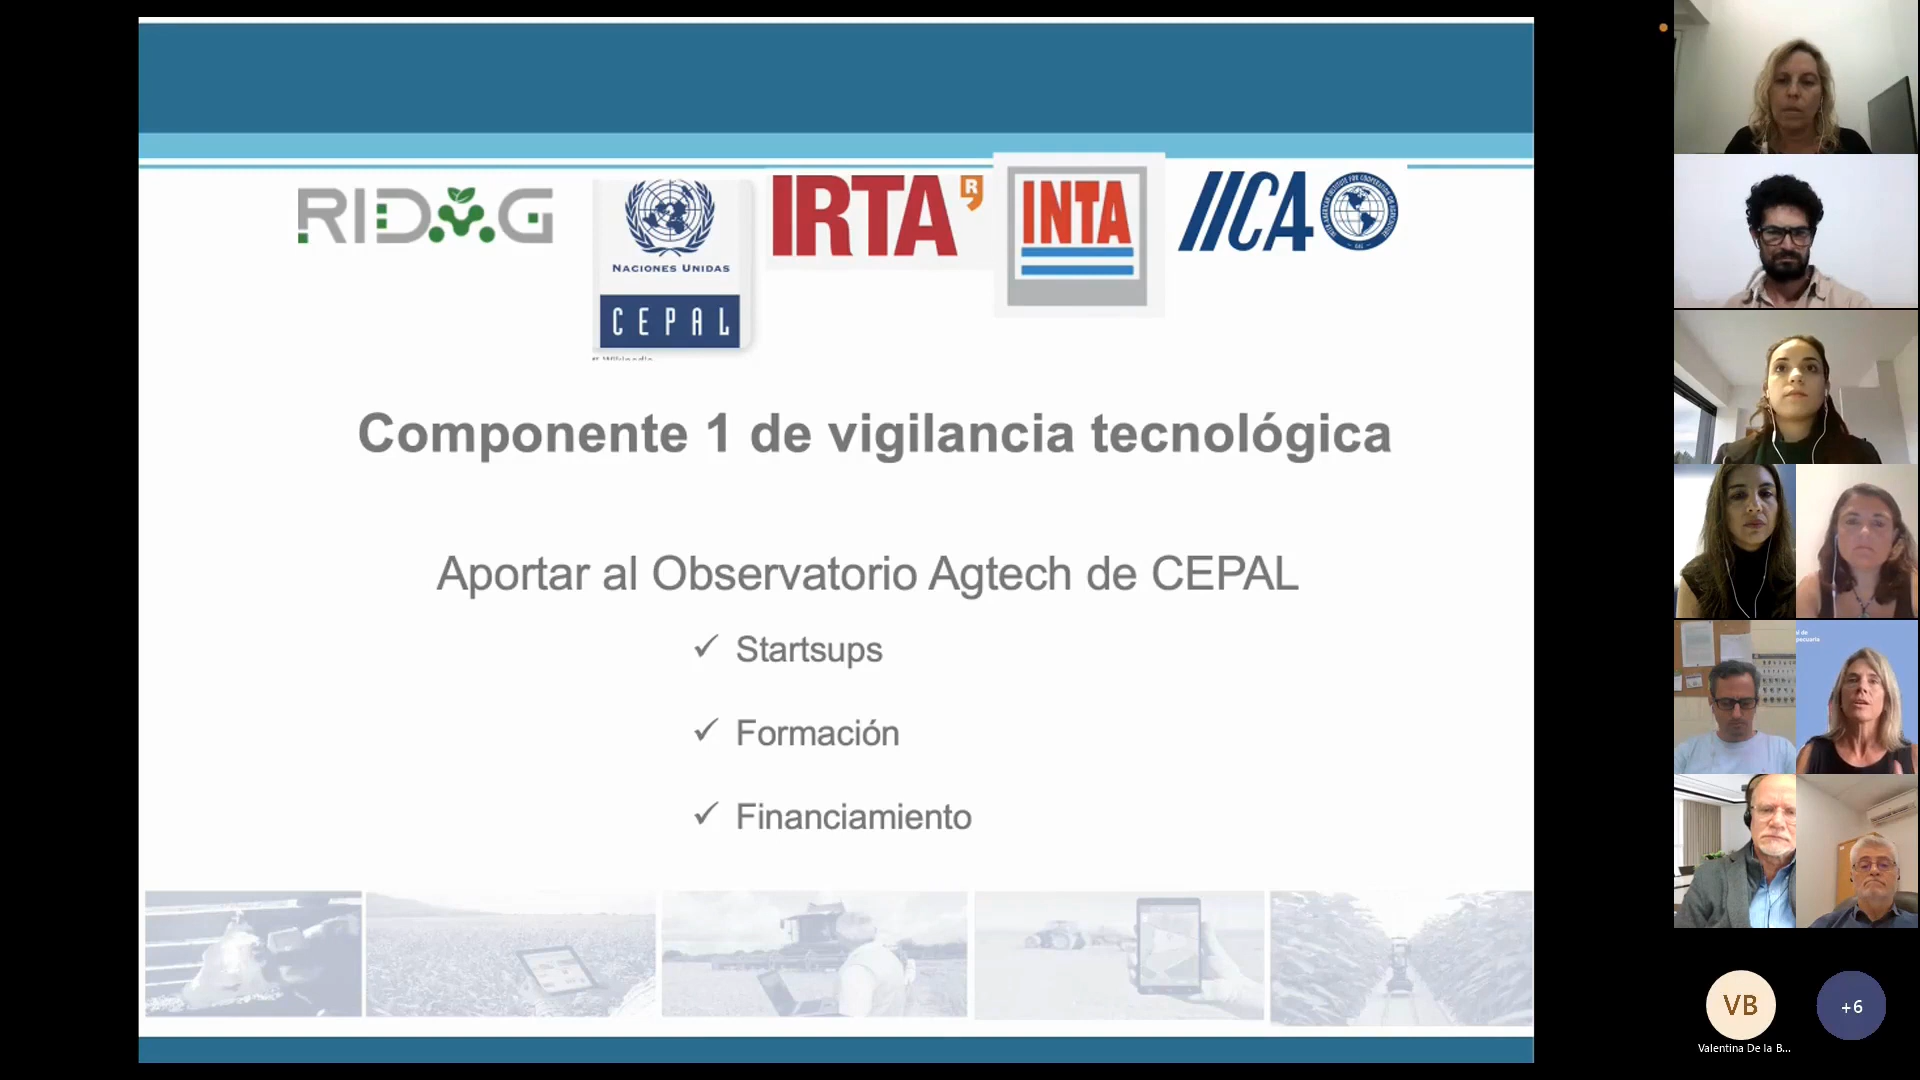 RIDAG
NACIONES UNIDAS
CEPAL
IRTA R
INTA
IICA
Componente 1 de vigilancia tecnológica
Aportar al Observatorio Agtech de CEPAL
✓ Startsups
✓ Formación
✓ Financiamiento
VB
+6
Valentina De la B...